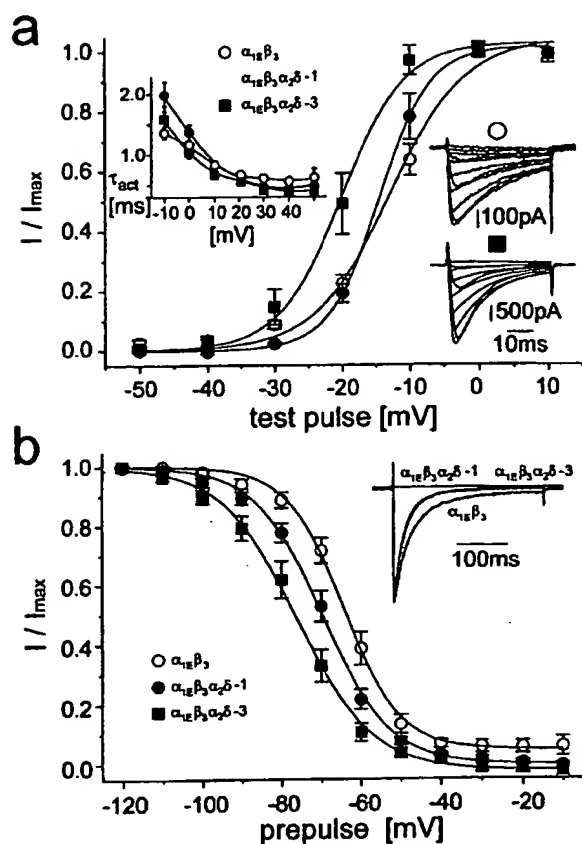 a
I / Imax
1.0
0.8
0.6
0.4
0.2
0.0
-50 -40 -30 -20 -10 0 10
test pulse [mV]
2.0
1.0
τact
[ms]
-10 0 10 20 30 40
[mV]
α1Eβ3
α1Eβ3α2δ-1
α1Eβ3α2δ-3
100pA
500pA
10ms
b
I / Imax
1.0
0.8
0.6
0.4
0.2
0.0
-120 -100 -80 -60 -40 -20
prepulse [mV]
α1Eβ3
α1Eβ3α2δ-1
α1Eβ3α2δ-3
α1Eβ3α2δ-1 α1Eβ3α2δ-3
α1Eβ3
100ms